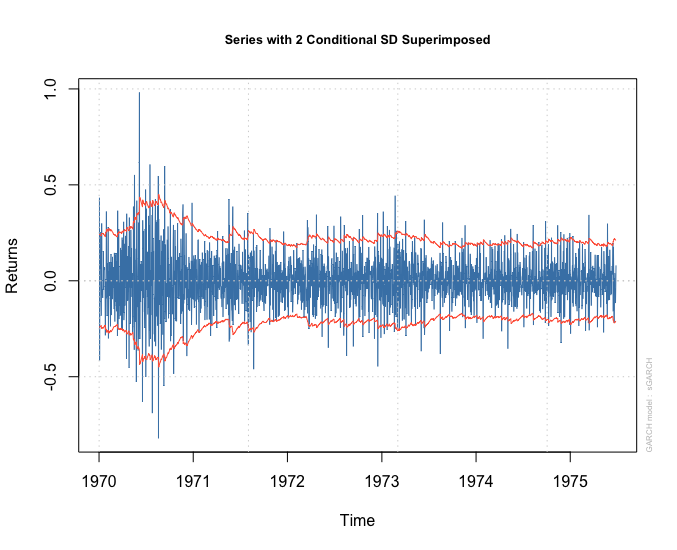 Series with 2 Conditional SD Superimposed
Returns
1.0
0.5
0.0
-0.5
1970 1971 1972 1973 1974 1975
Time
GARCH model : sGARCH